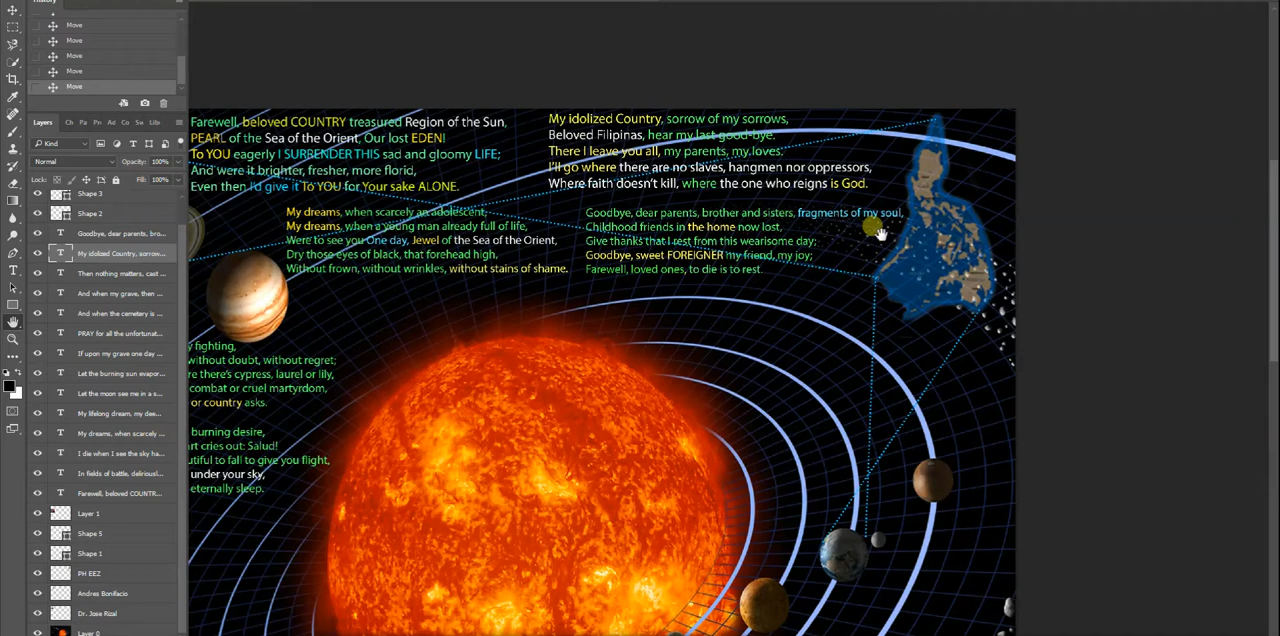 History
Move
Move
Move
Move
Move
Layers
Ch
Pa
Pn
Ad
Co
Sw
Lib
Kind
Normal
Opacity: 100%
Lock:
Fill: 100%
Shape 3
Shape 2
Goodbye, dear parents, bro...
My idolized Country, sorrow...
Then nothing matters, cast ...
And when my grave, then ...
And when the cemetery is ...
PRAY for all the unfortunat...
If upon my grave one day ...
Let the burning sun evapor...
Let the moon see me in a s...
My lifelong dream, my dee...
My dreams, when scarcely ...
I die when I see the sky ha...
In fields of battle, deliriousl...
Farewell, beloved COUNTR...
Layer 1
Shape 5
Shape 1
PH EEZ
Andres Bonifacio
Dr. Jose Rizal
Layer 0
Farewell, beloved COUNTRY treasured Region of the Sun,
PEARL of the Sea of the Orient, Our lost EDEN!
To YOU eagerly I SURRENDER THIS sad and gloomy LIFE;
And were it brighter, fresher, more florid,
Even then I'd give it To YOU for Your sake ALONE.
My idolized Country, sorrow of my sorrows,
Beloved Filipinas, hear my last good-bye.
There I leave you all, my parents, my loves.
I'll go where there are no slaves, hangmen nor oppressors,
Where faith doesn't kill, where the one who reigns is God.
My dreams, when scarcely an adolescent,
My dreams, when a young man already full of life,
Were to see you One day, Jewel of the Sea of the Orient,
Dry those eyes of black, that forehead high,
Without frown, without wrinkles, without stains of shame.
Goodbye, dear parents, brother and sisters, fragments of my soul,
Childhood friends in the home now lost,
Give thanks that I rest from this wearisome day;
Goodbye, sweet FOREIGNER my friend, my joy;
Farewell, loved ones, to die is to rest.
y fighting,
without doubt, without regret;
re there's cypress, laurel or lily,
combat or cruel martyrdom,
or country asks.
burning desire,
rt cries out: Salud!
utiful to fall to give you flight,
under your sky,
eternally sleep.